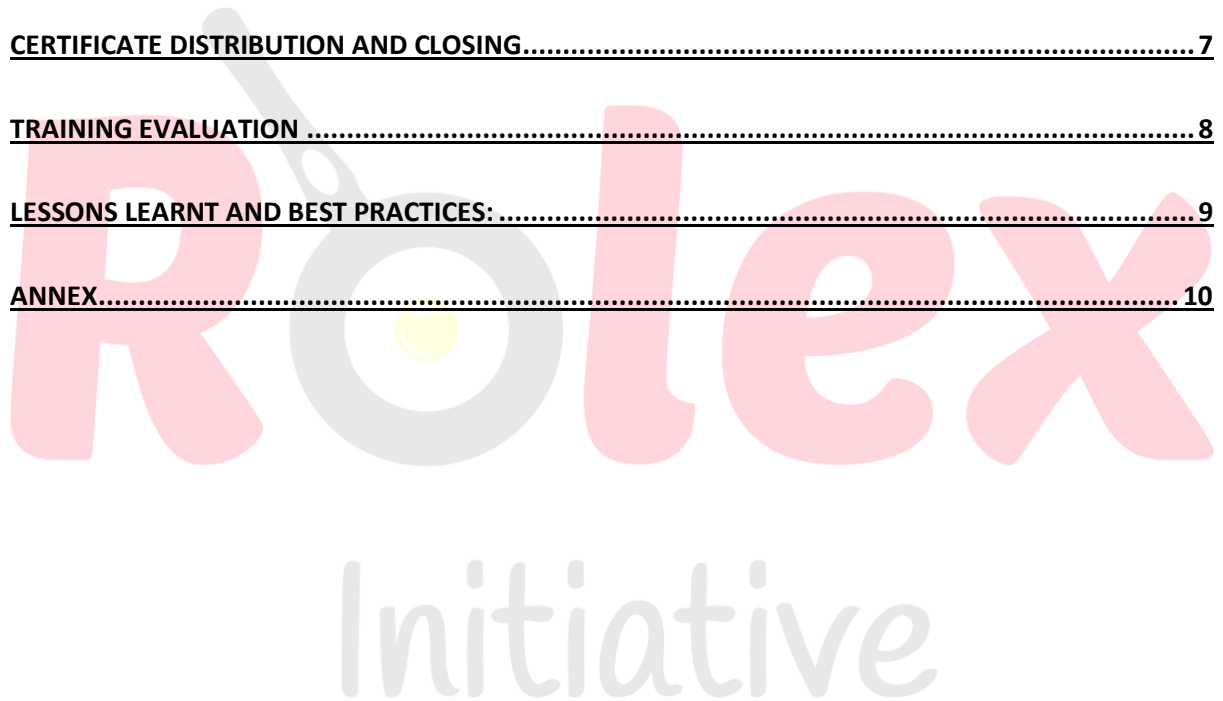 CERTIFICATE DISTRIBUTION AND CLOSING.......................................................................................7
TRAINING EVALUATION ..................................................................................................................8
LESSONS LEARNT AND BEST PRACTICES: .........................................................................................9
ANNEX..........................................................................................................................................10
Rolex
Initiative